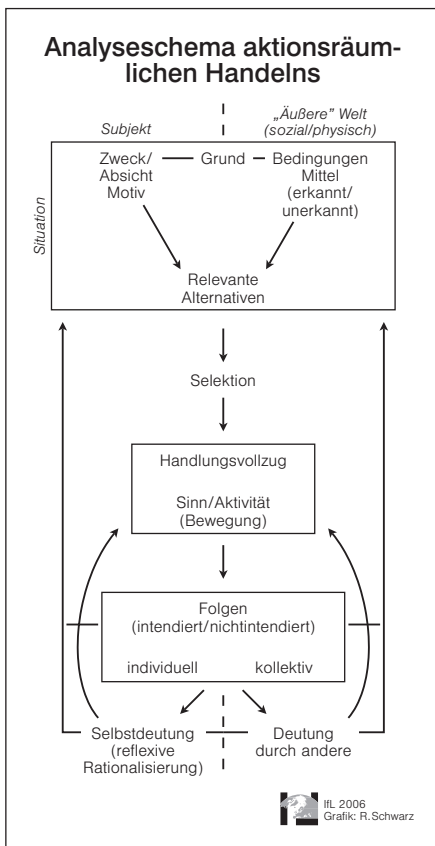 Analyseschema aktionsräum-
lichen Handelns
Subjekt
„Äußere” Welt
(sozial/physisch)
Situation
Zweck/
Absicht
Motiv
Grund
Bedingungen
Mittel
(erkannt/
unerkannt)
Relevante
Alternativen
Selektion
Handlungsvollzug
Sinn/Aktivität
(Bewegung)
Folgen
(intendiert/nichtintendiert)
individuell
kollektiv
Selbstdeutung
(reflexive
Rationalisierung)
Deutung
durch andere
IfL 2006
Grafik: R.Schwarz